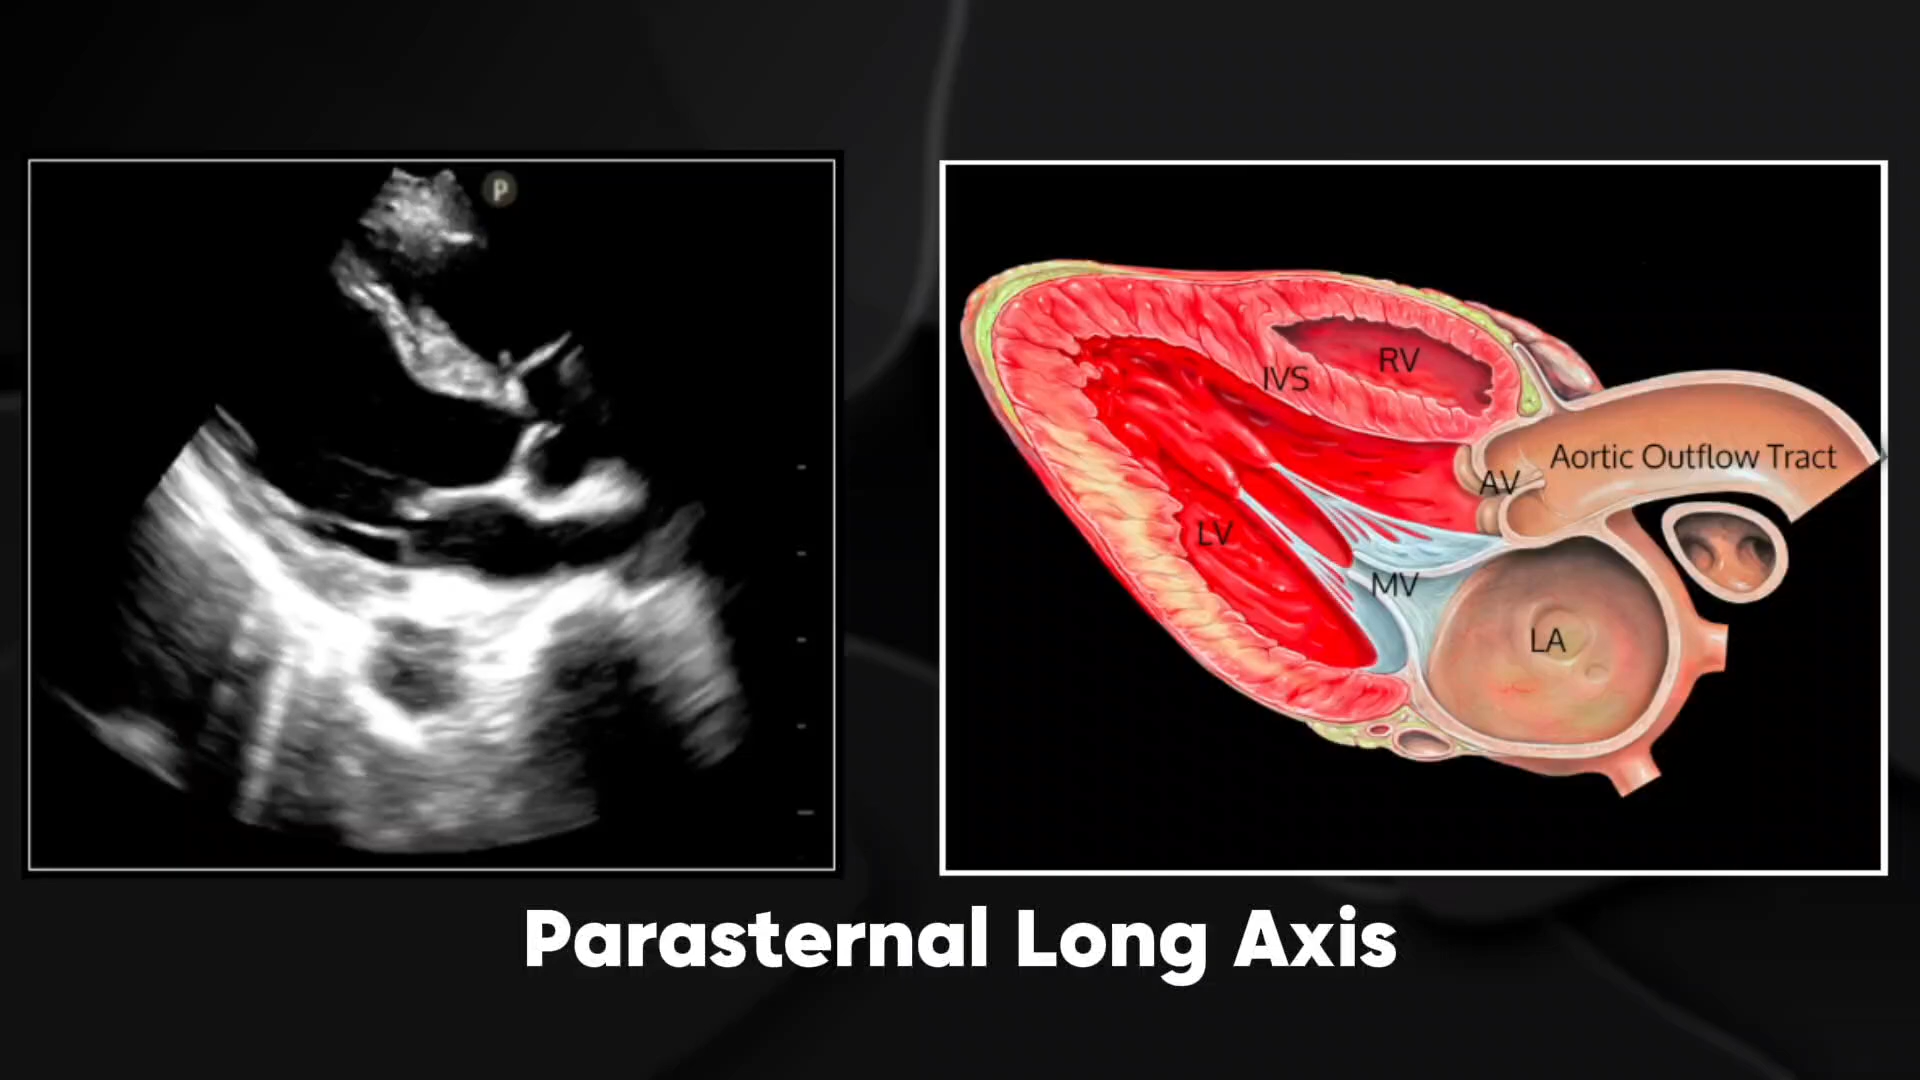 P
RV
IVS
Aortic Outflow Tract
AV
LV
MV
LA
Parasternal Long Axis